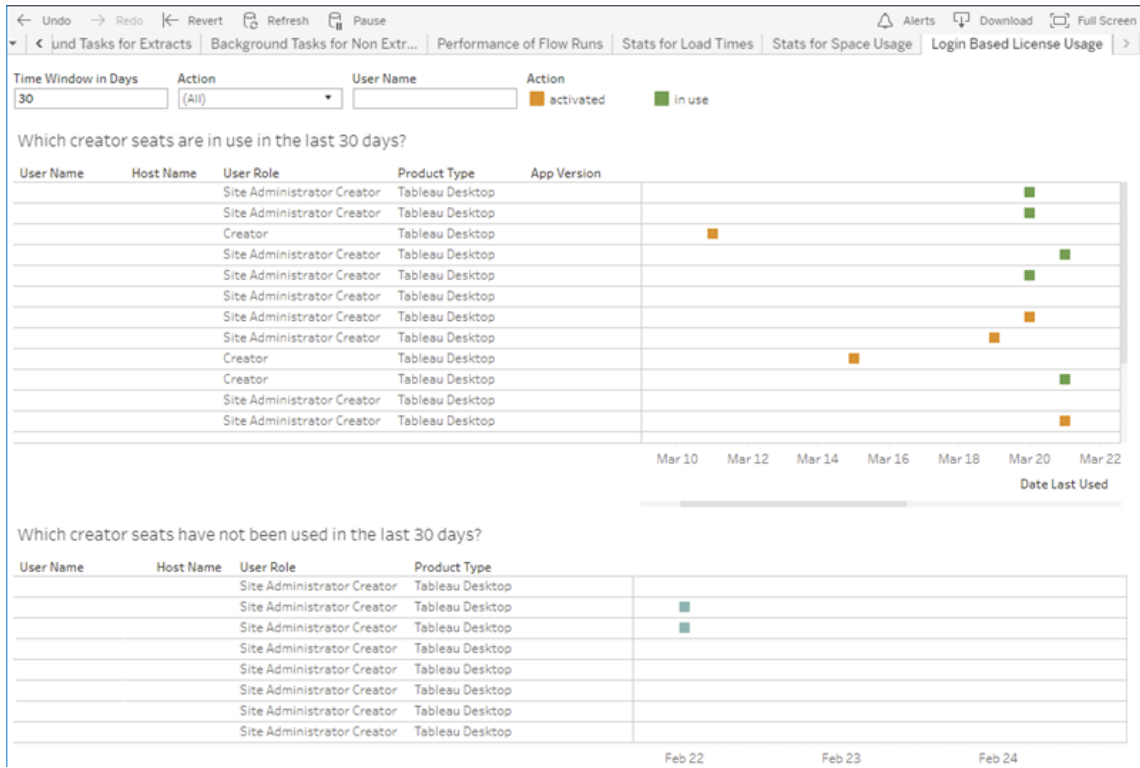 Undo Redo Revert Refresh Pause Alerts Download Full Screen
und Tasks for Extracts Background Tasks for Non Extr... Performance of Flow Runs Stats for Load Times Stats for Space Usage Login Based License Usage
Time Window in Days Action User Name Action
30 (All) activated in use
Which creator seats are in use in the last 30 days?
User Name Host Name User Role Product Type App Version
Site Administrator Creator Tableau Desktop
Site Administrator Creator Tableau Desktop
Creator Tableau Desktop
Site Administrator Creator Tableau Desktop
Site Administrator Creator Tableau Desktop
Site Administrator Creator Tableau Desktop
Site Administrator Creator Tableau Desktop
Site Administrator Creator Tableau Desktop
Creator Tableau Desktop
Creator Tableau Desktop
Site Administrator Creator Tableau Desktop
Site Administrator Creator Tableau Desktop
Mar 10 Mar 12 Mar 14 Mar 16 Mar 18 Mar 20 Mar 22
Date Last Used
Which creator seats have not been used in the last 30 days?
User Name Host Name User Role Product Type
Site Administrator Creator Tableau Desktop
Site Administrator Creator Tableau Desktop
Site Administrator Creator Tableau Desktop
Site Administrator Creator Tableau Desktop
Site Administrator Creator Tableau Desktop
Site Administrator Creator Tableau Desktop
Site Administrator Creator Tableau Desktop
Site Administrator Creator Tableau Desktop
Feb 22 Feb 23 Feb 24